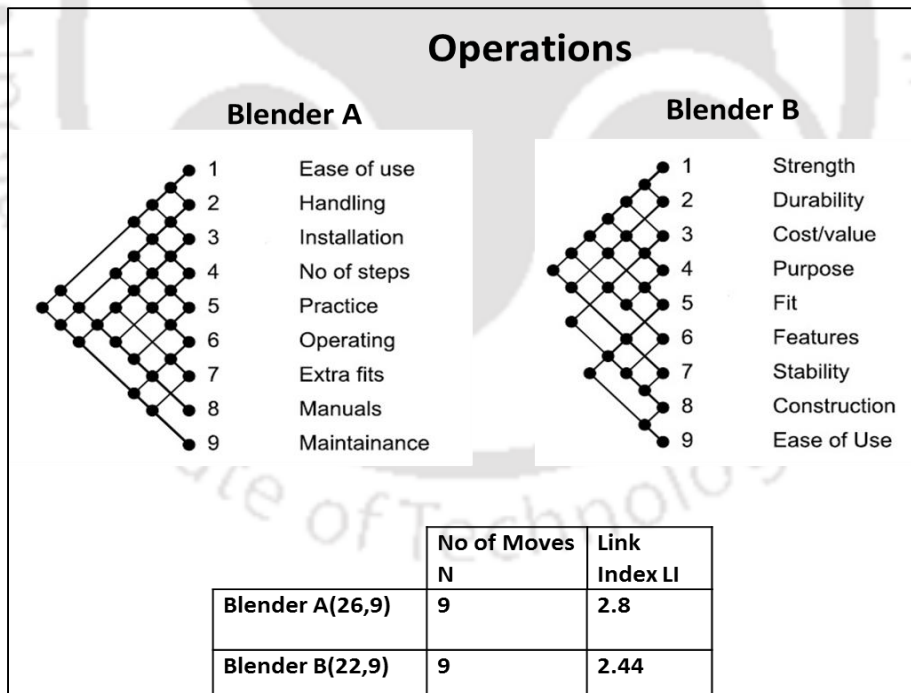 Operations
Blender A
1 Ease of use
2 Handling
3 Installation
4 No of steps
5 Practice
6 Operating
7 Extra fits
8 Manuals
9 Maintainance
Blender B
1 Strength
2 Durability
3 Cost/value
4 Purpose
5 Fit
6 Features
7 Stability
8 Construction
9 Ease of Use
No of Moves N
Link Index LI
Blender A(26,9) 9 2.8
Blender B(22,9) 9 2.44
ute of Technolog